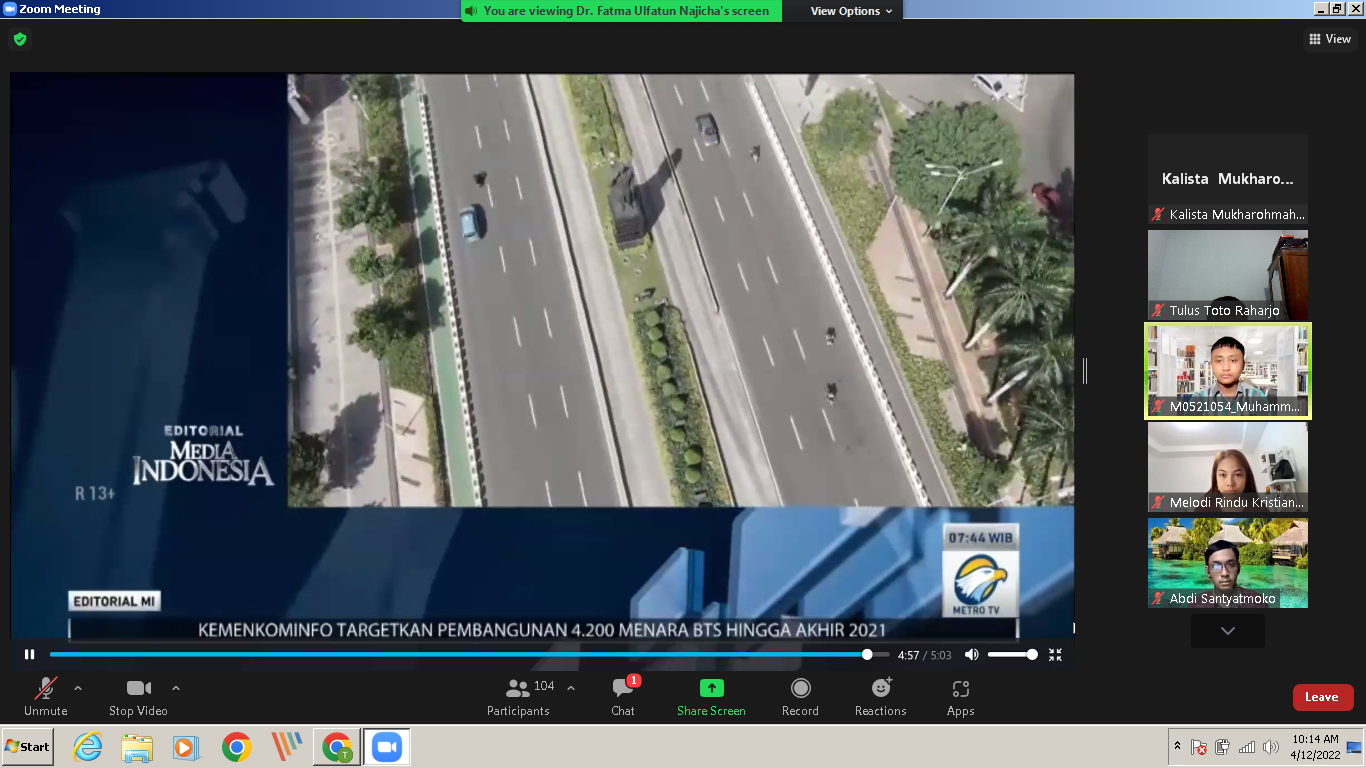 Zoom Meeting
You are viewing Dr. Fatma Ulfatun Najicha's screen
View Options
View
Kalista Mukharo...
Kalista Mukharohmah...
Tulus Toto Raharjo
M0521054_Muhamm...
Melodi Rindu Kristian...
Abdi Santyatmoko
EDITORIAL
MEDIA
INDONESIA
R 13+
07:44 WIB
METRO TV
EDITORIAL MI
KEMENKOMINFO TARGETKAN PEMBANGUNAN 4.200 MENARA BTS HINGGA AKHIR 2021
4:57 / 5:03
Unmute
Stop Video
104
Participants
1
Chat
Share Screen
Record
Reactions
Apps
Leave
Start
T
10:14 AM
4/12/2022